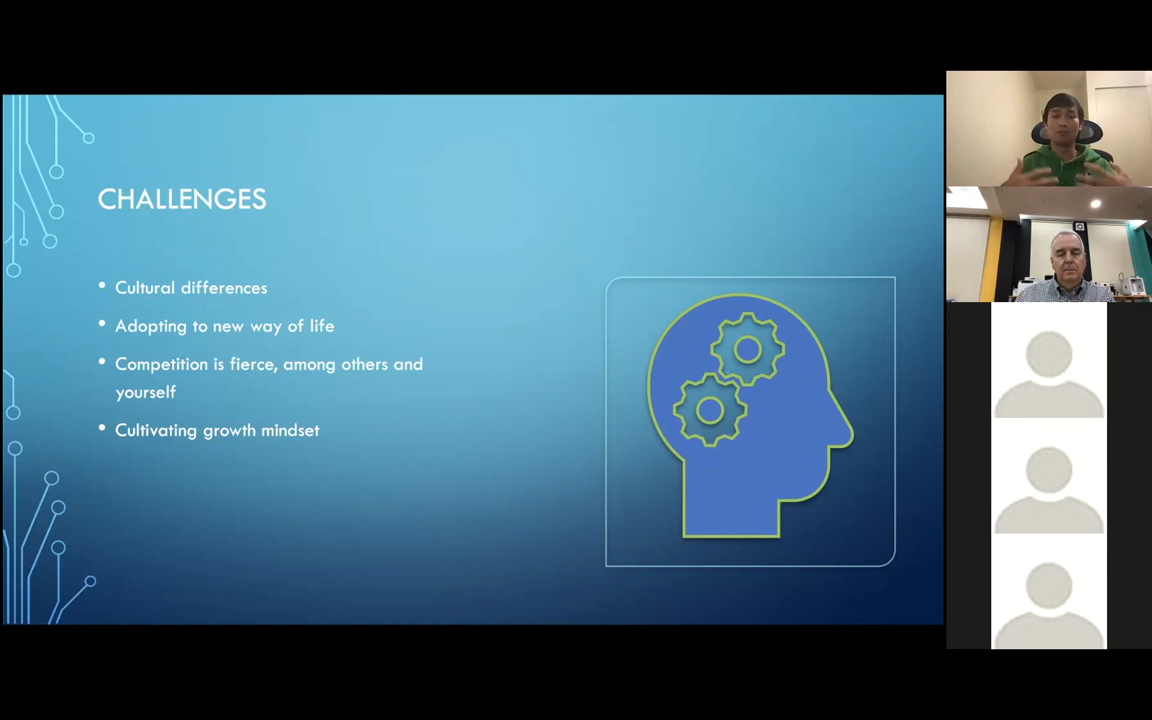 CHALLENGES
• Cultural differences
• Adopting to new way of life
• Competition is fierce, among others and
yourself
• Cultivating growth mindset